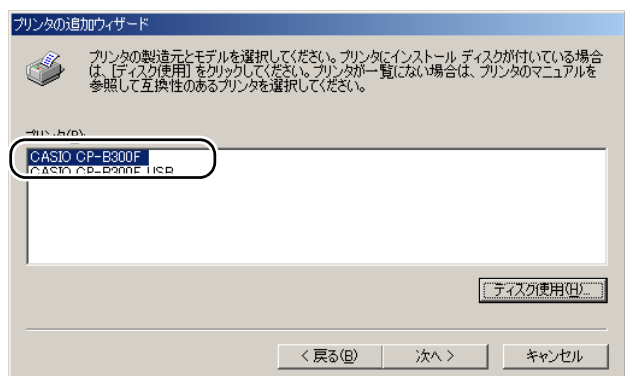 プリンタの追加ウィザード
プリンタの製造元とモデルを選択してください。プリンタにインストール ディスクが付いている場合
は、[ディスク使用] をクリックしてください。プリンタが一覧にない場合は、プリンタのマニュアルを
参照して互換性のあるプリンタを選択してください。
プリンタ(P):
CASIO CP-B300F
CASIO CP-B300F USB
ディスク使用(H)...
< 戻る(B)
次へ >
キャンセル